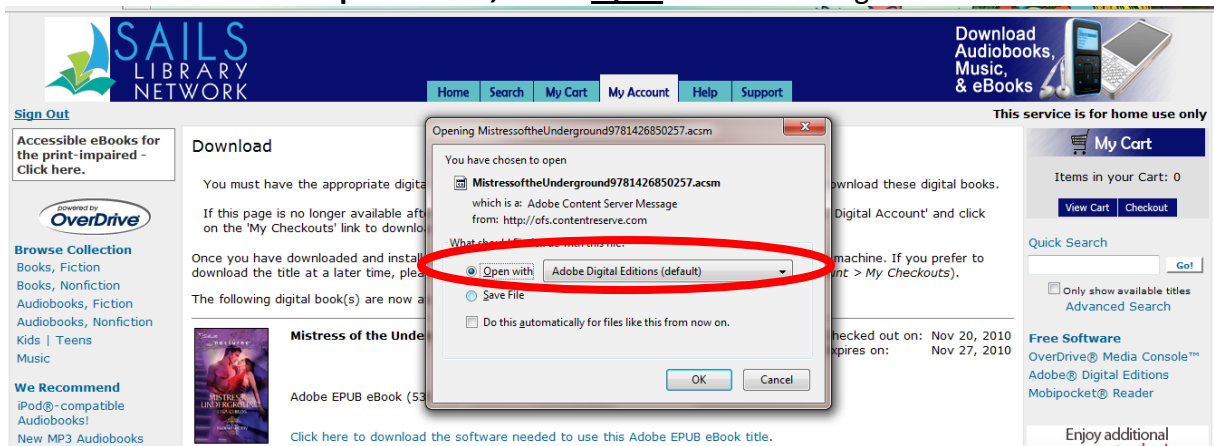 SAILS
LIBRARY
NETWORK
Home Search My Cart My Account Help Support
Download
Audiobooks,
Music,
& eBooks
Sign Out
This service is for home use only
Accessible eBooks for
the print-impaired -
Click here.
powered by
OverDrive®
Browse Collection
Books, Fiction
Books, Nonfiction
Audiobooks, Fiction
Audiobooks, Nonfiction
Kids | Teens
Music
We Recommend
iPod®-compatible
Audiobooks!
New MP3 Audiobooks
Download
You must have the appropriate digita
ownload these digital books.
If this page is no longer available aft
Digital Account' and click
on the 'My Checkouts' link to downlo
Once you have downloaded and install
machine. If you prefer to
download the title at a later time, plea
nt > My Checkouts).
The following digital book(s) are now a
nocturne
MISTRESS
UNDERGROUND
LISA CHILDS
Mistress of the Unde
hecked out on: Nov 20, 2010
xpires on: Nov 27, 2010
Adobe EPUB eBook (53
Click here to download the software needed to use this Adobe EPUB eBook title.
Opening MistressoftheUnderground9781426850257.acsm
You have chosen to open
MistressoftheUnderground9781426850257.acsm
which is a: Adobe Content Server Message
from: http://ofs.contentreserve.com
What should
this file?
Open with Adobe Digital Editions (default)
Save File
Do this automatically for files like this from now on.
OK Cancel
My Cart
Items in your Cart: 0
View Cart Checkout
Quick Search
Go!
Only show available titles
Advanced Search
Free Software
OverDrive® Media Console™
Adobe® Digital Editions
Mobipocket® Reader
Enjoy additional